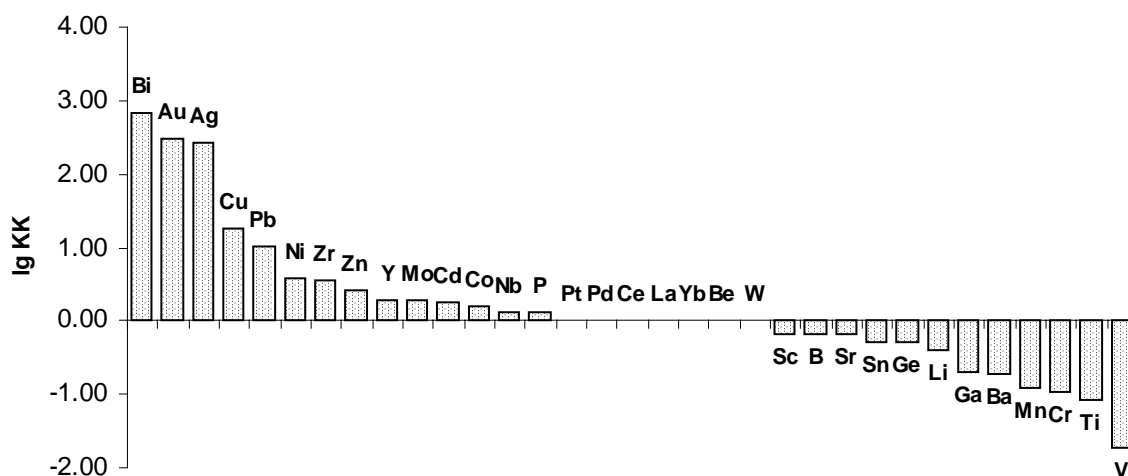 4.00
3.00
2.00
1.00
0.00
-1.00
-2.00
lg KK
Bi
Au
Ag
Cu
Pb
Ni
Zr
Zn
Y
Mo
Cd
Co
Nb
P
Pt
Pd
Ce
La
Yb
Be
W
Sc
B
Sr
Sn
Ge
Li
Ga
Ba
Mn
Cr
Ti
V